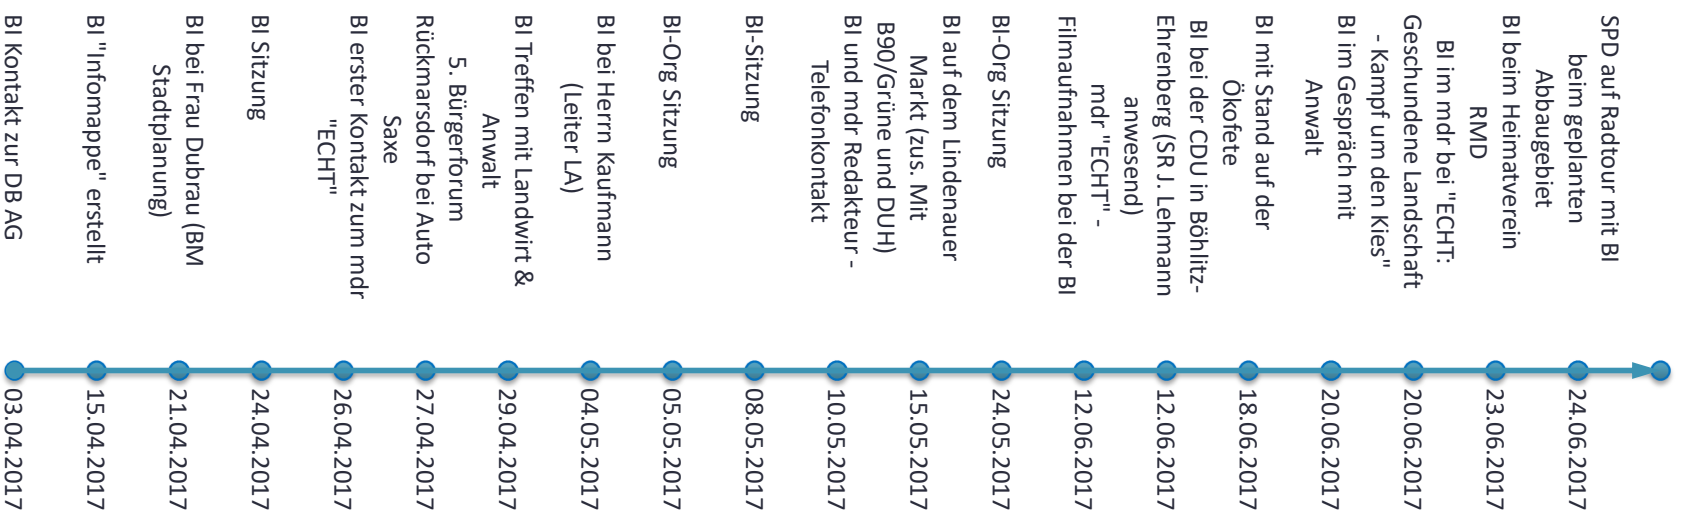 SPD auf Radtour mit BI
beim geplanten
Abbaugebiet
24.06.2017
BI beim Heimatverein
RMD
23.06.2017
BI im mdr bei "ECHT:
Geschundene Landschaft
- Kampf um den Kies"
20.06.2017
BI im Gespräch mit
Anwalt
20.06.2017
BI mit Stand auf der
Ökofete
18.06.2017
BI bei der CDU in Böhlitz-
Ehrenberg (SR J. Lehmann
anwesend)
12.06.2017
mdr "ECHT" -
Filmaufnahmen bei der BI
12.06.2017
BI-Org Sitzung
24.05.2017
BI auf dem Lindenauer
Markt (zus. Mit
B90/Grüne und DUH)
15.05.2017
BI und mdr Redakteur -
Telefonkontakt
10.05.2017
BI-Sitzung
08.05.2017
BI-Org Sitzung
05.05.2017
BI bei Herrn Kaufmann
(Leiter LA)
04.05.2017
BI Treffen mit Landwirt &
Anwalt
29.04.2017
5. Bürgerforum
Rückmarsdorf bei Auto
Saxe
27.04.2017
BI erster Kontakt zum mdr
"ECHT"
26.04.2017
BI Sitzung
24.04.2017
BI bei Frau Dubrau (BM
Stadtplanung)
21.04.2017
BI "Infomappe" erstellt
15.04.2017
BI Kontakt zur DB AG
03.04.2017